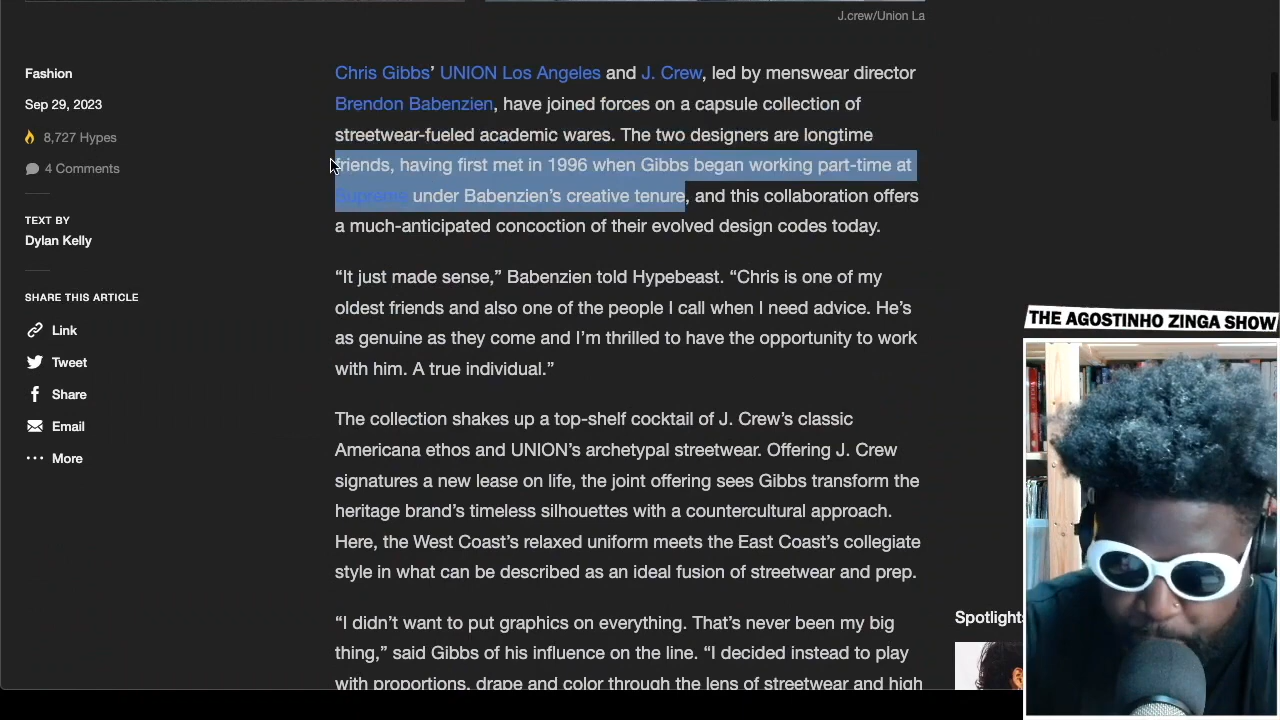 J.crew/Union La
Fashion
Sep 29, 2023
8,727 Hypes
4 Comments
TEXT BY
Dylan Kelly
SHARE THIS ARTICLE
Link
Tweet
Share
Email
More
Chris Gibbs’ UNION Los Angeles and J. Crew, led by menswear director
Brendon Babenzien, have joined forces on a capsule collection of
streetwear-fueled academic wares. The two designers are longtime
friends, having first met in 1996 when Gibbs began working part-time at
Supreme under Babenzien’s creative tenure, and this collaboration offers
a much-anticipated concoction of their evolved design codes today.
“It just made sense,” Babenzien told Hypebeast. “Chris is one of my
oldest friends and also one of the people I call when I need advice. He’s
as genuine as they come and I’m thrilled to have the opportunity to work
with him. A true individual.”
The collection shakes up a top-shelf cocktail of J. Crew’s classic
Americana ethos and UNION’s archetypal streetwear. Offering J. Crew
signatures a new lease on life, the joint offering sees Gibbs transform the
heritage brand’s timeless silhouettes with a countercultural approach.
Here, the West Coast’s relaxed uniform meets the East Coast’s collegiate
style in what can be described as an ideal fusion of streetwear and prep.
“I didn’t want to put graphics on everything. That’s never been my big
thing,” said Gibbs of his influence on the line. “I decided instead to play
with proportions, drape and color through the lens of streetwear and high
THE AGOSTINHO ZINGA SHOW
Spotlight